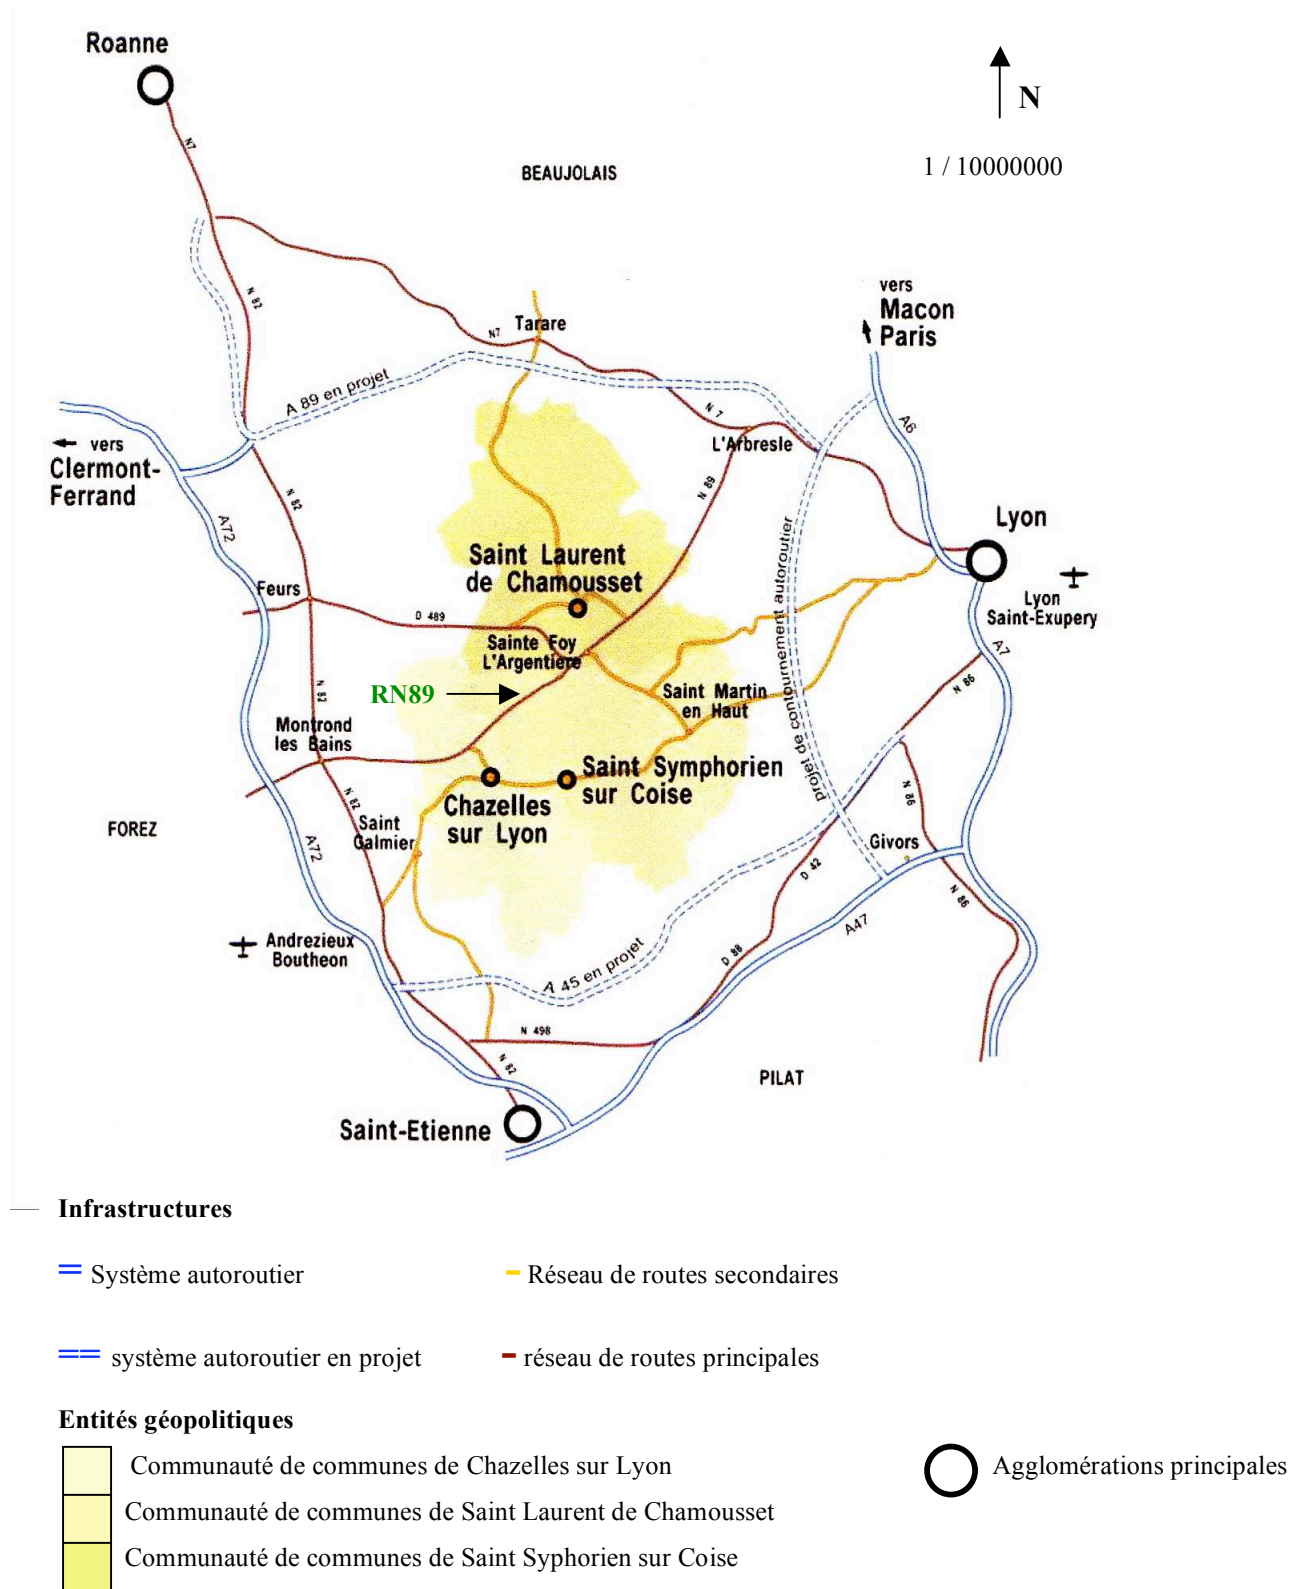 Roanne
N
1 / 10000000
N7
BEAUJOLAIS
vers
Macon
Paris
N 82
N7
Tarare
A 89 en projet
A6
N 7
L'Arbresle
vers
Clermont-
Ferrand
N 82
N 89
A72
Lyon
Saint Laurent
de Chamousset
Feurs
D 489
Lyon
Saint-Exupery
Sainte Foy
L'Argentière
A7
projet de contournement autoroutier
RN89
N 82
Saint Martin
en Haut
N 86
Montrond
les Bains
Saint Symphorien
sur Coise
Chazelles
sur Lyon
N 82
N 86
FOREZ
Saint
Galmier
A72
Givors
D 42
N 86
A47
Andrezieux
Boutheon
A 45 en projet
D 88
N 498
N 82
PILAT
Saint-Etienne
Infrastructures
Système autoroutier
Réseau de routes secondaires
système autoroutier en projet
réseau de routes principales
Entités géopolitiques
Communauté de communes de Chazelles sur Lyon
Agglomérations principales
Communauté de communes de Saint Laurent de Chamousset
Communauté de communes de Saint Syphorien sur Coise